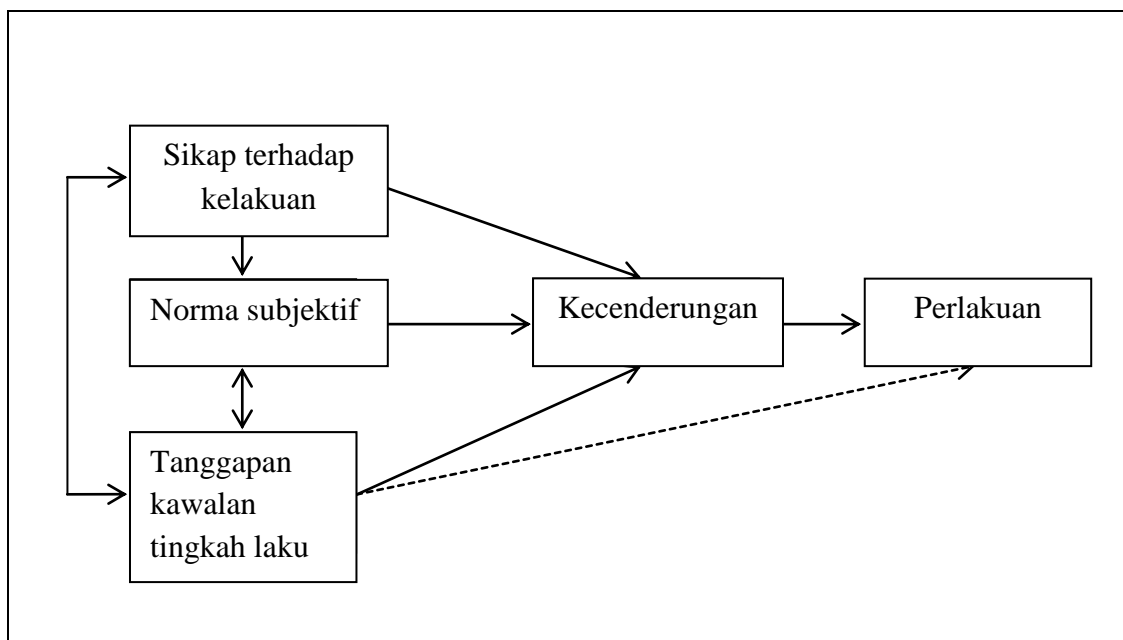 Sikap terhadap
kelakuan
Norma subjektif
Kecenderungan
Perlakuan
Tanggapan
kawalan
tingkah laku